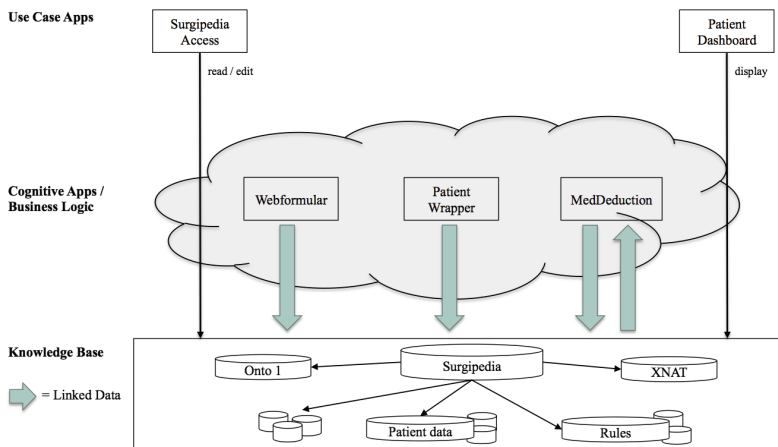 Use Case Apps
Surgipedia
Access
Patient
Dashboard
read / edit
display
Cognitive Apps /
Business Logic
Webformular
Patient
Wrapper
MedDeduction
Knowledge Base
Onto 1
Surgipedia
XNAT
= Linked Data
Patient data
Rules